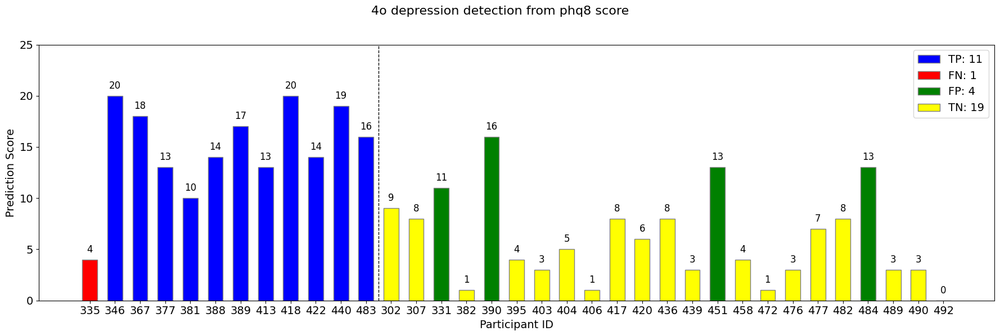 4o depression detection from phq8 score
25
20
15
10
5
0
Prediction Score
TP: 11
FN: 1
FP: 4
TN: 19
4 20 18 13 10 14 17 13 20 14 19 16 9 8 11 1 16 4 3 5 1 8 6 8 3 13 4 1 3 7 8 13 3 3 0
335 346 367 377 381 388 389 413 418 422 440 483 302 307 331 382 390 395 403 404 406 417 420 436 439 451 458 472 476 477 482 484 489 490 492
Participant ID